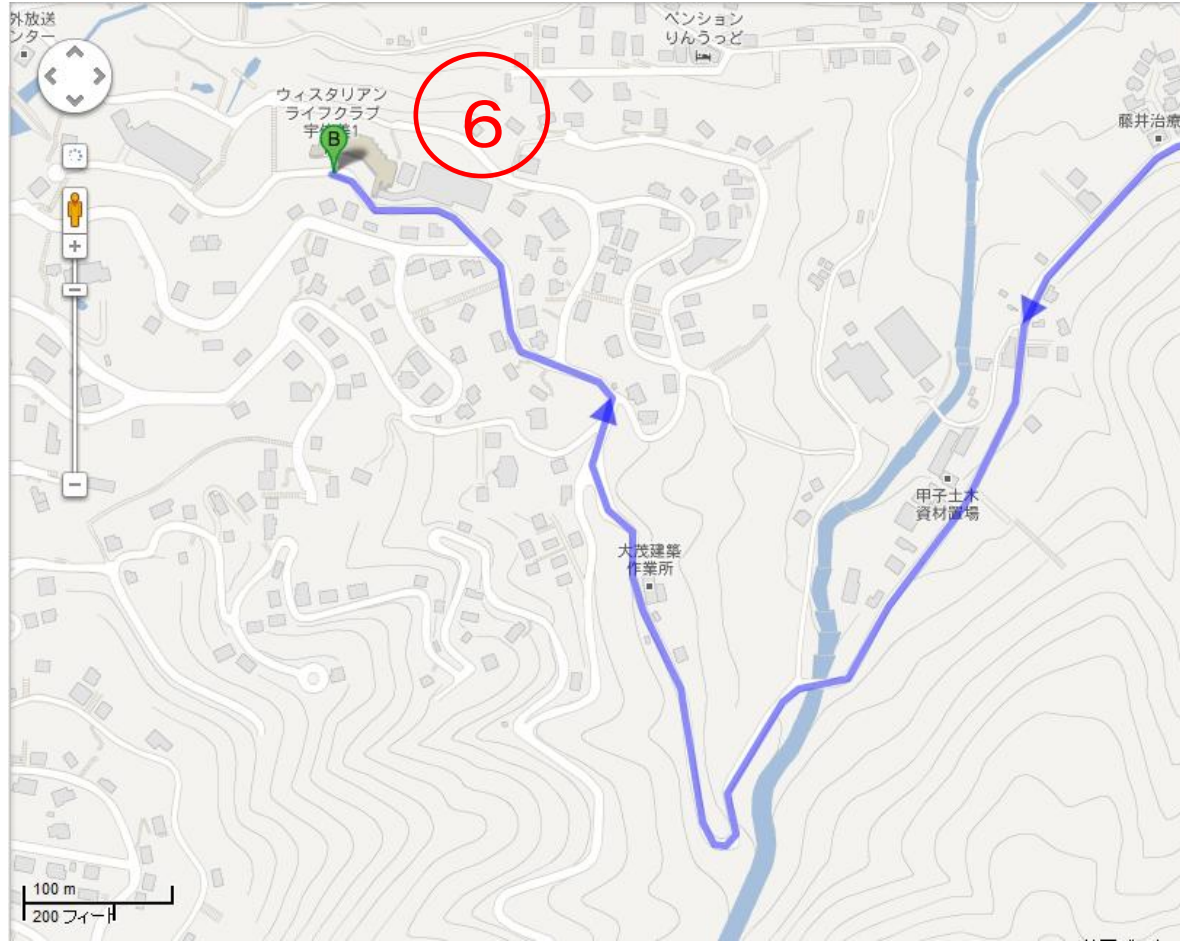 外放送
ンター
ペンション
りんうっど
6
ウィスタリアン
ライフクラブ
B
藤井治療
甲子土木
資材置場
大茂建築
作業所
100 m
200 フィート